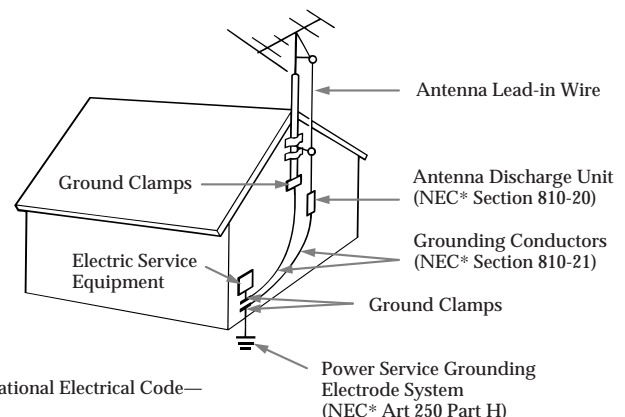 Antenna Lead-in Wire
Ground Clamps
Antenna Discharge Unit
(NEC* Section 810-20)
Electric Service
Equipment
Grounding Conductors
(NEC* Section 810-21)
Ground Clamps
Power Service Grounding
Electrode System
(NEC* Art 250 Part H)
ational Electrical Code—